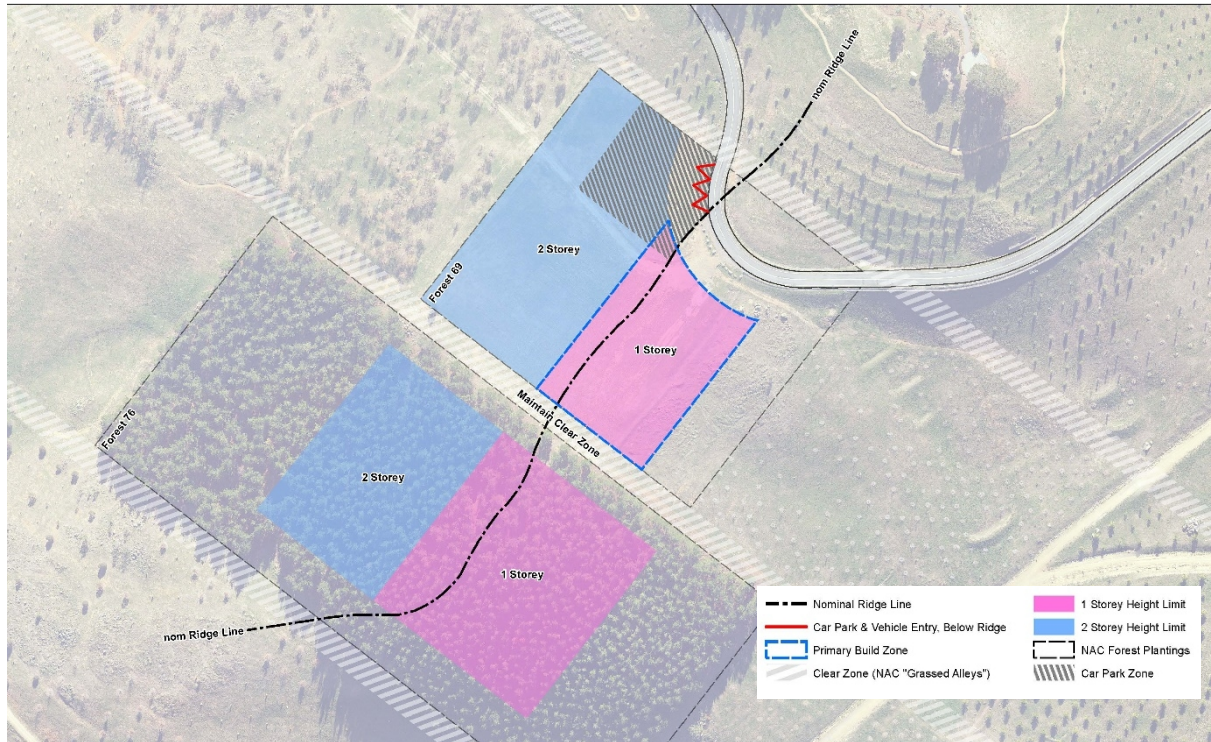 nom Ridge Line
Forest 69
2 Storey
1 Storey
Maintain Clear Zone
Forest 76
2 Storey
1 Storey
nom Ridge Line
Nominal Ridge Line
Car Park & Vehicle Entry, Below Ridge
Primary Build Zone
Clear Zone (NAC "Grassed Alleys")
1 Storey Height Limit
2 Storey Height Limit
NAC Forest Plantings
Car Park Zone